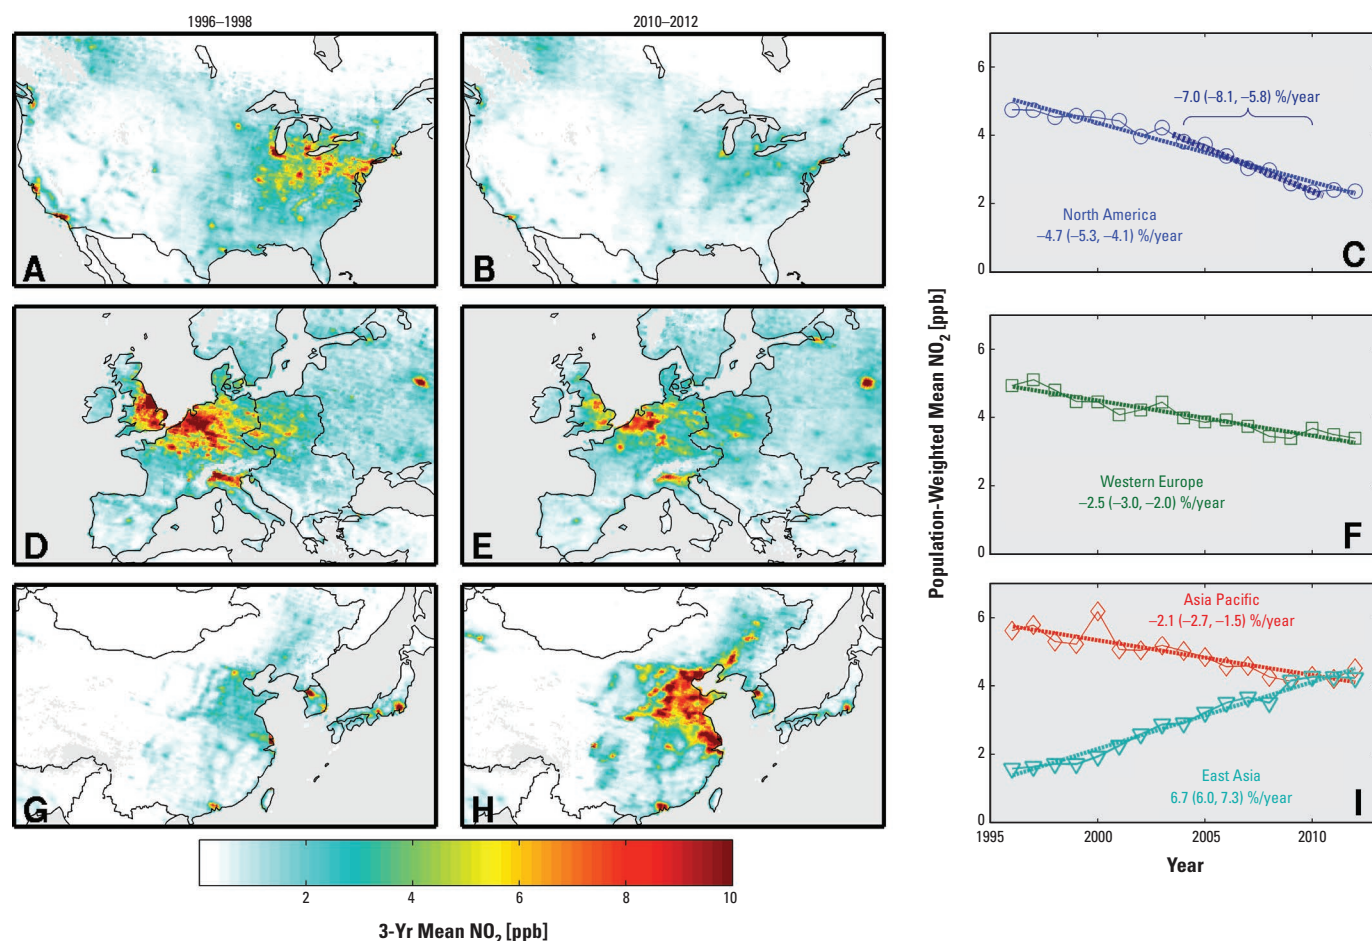 1996–1998
2010–2012
A
B
C
D
E
F
G
H
I
Population-Weighted Mean NO₂ [ppb]
6
4
2
0
–7.0 (–8.1, –5.8) %/year
North America
–4.7 (–5.3, –4.1) %/year
6
4
2
0
Western Europe
–2.5 (–3.0, –2.0) %/year
6
4
2
0
Asia Pacific
–2.1 (–2.7, –1.5) %/year
East Asia
6.7 (6.0, 7.3) %/year
1995 2000 2005 2010
Year
2 4 6 8 10
3-Yr Mean NO₂ [ppb]